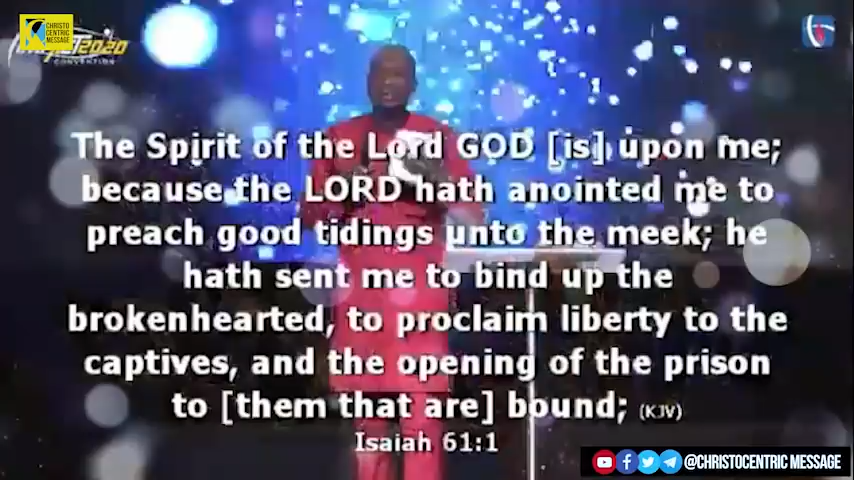 CHRISTO
CENTRIC
MESSAGE
2020
CONVENTION
The Spirit of the Lord GOD [is] upon me;
because the LORD hath anointed me to
preach good tidings unto the meek; he
hath sent me to bind up the
brokenhearted, to proclaim liberty to the
captives, and the opening of the prison
to [them that are] bound; (KJV)
Isaiah 61:1
@CHRISTOCENTRIC MESSAGE